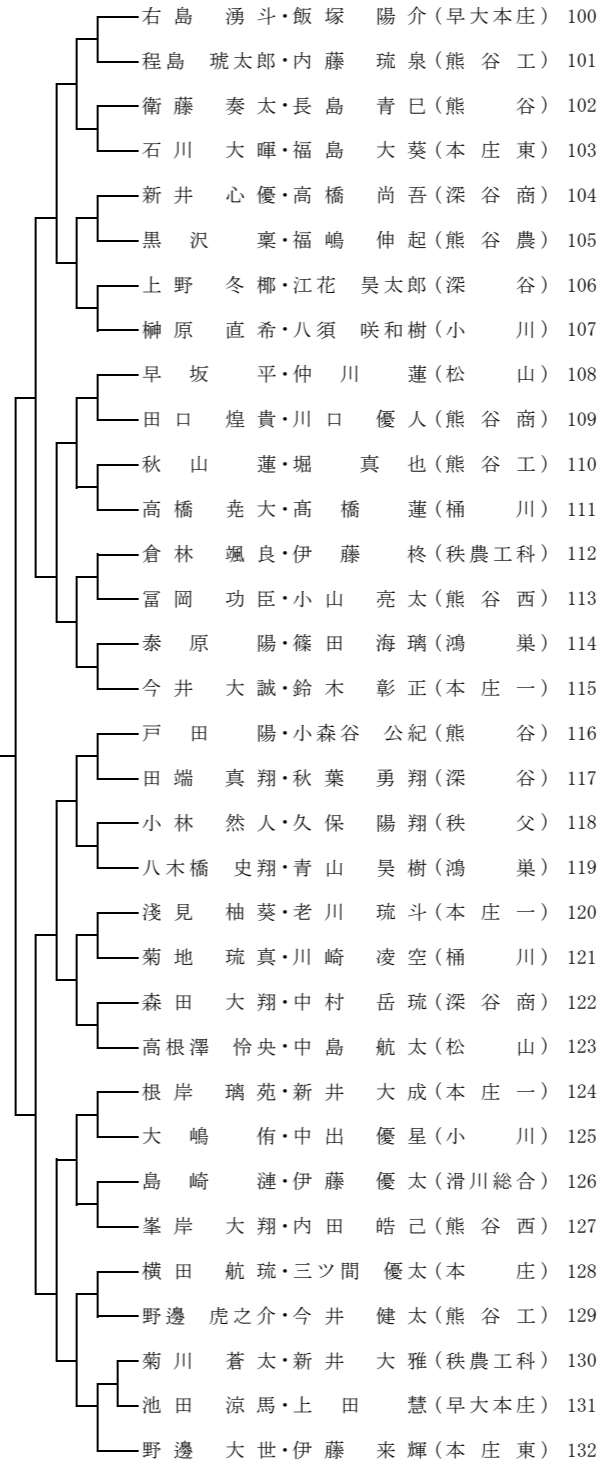 右島 湧斗・飯塚 陽介(早大本庄) 100
程島 琥太郎・内藤 琉泉(熊谷工) 101
衛藤 奏太・長島 青巳(熊谷) 102
石川 大暉・福島 大葵(本庄東) 103
新井 心優・高橋 尚吾(深谷商) 104
黒沢 稟・福嶋 伸起(熊谷農) 105
上野 冬椰・江花 昊太郎(深谷) 106
榊原 直希・八須 咲和樹(小川) 107
早坂 平・仲川 蓮(松山) 108
田口 煌貴・川口 優人(熊谷商) 109
秋山 蓮・堀 真也(熊谷工) 110
高橋 尭大・髙橋 蓮(桶川) 111
倉林 颯良・伊藤 柊(秩農工科) 112
冨岡 功臣・小山 亮太(熊谷西) 113
泰原 陽・篠田 海璃(鴻巣) 114
今井 大誠・鈴木 彰正(本庄一) 115
戸田 陽・小森谷 公紀(熊谷) 116
田端 真翔・秋葉 勇翔(深谷) 117
小林 然人・久保 陽翔(秩父) 118
八木橋 史翔・青山 昊樹(鴻巣) 119
淺見 柚葵・老川 琉斗(本庄一) 120
菊地 琉真・川崎 凌空(桶川) 121
森田 大翔・中村 岳琉(深谷商) 122
高根澤 怜央・中島 航太(松山) 123
根岸 璃苑・新井 大成(本庄一) 124
大嶋 侑・中出 優星(小川) 125
島崎 漣・伊藤 優太(滑川総合) 126
峯岸 大翔・内田 皓己(熊谷西) 127
横田 航琉・三ツ間 優太(本庄) 128
野邊 虎之介・今井 健太(熊谷工) 129
菊川 蒼太・新井 大雅(秩農工科) 130
池田 涼馬・上田 慧(早大本庄) 131
野邊 大世・伊藤 来輝(本庄東) 132